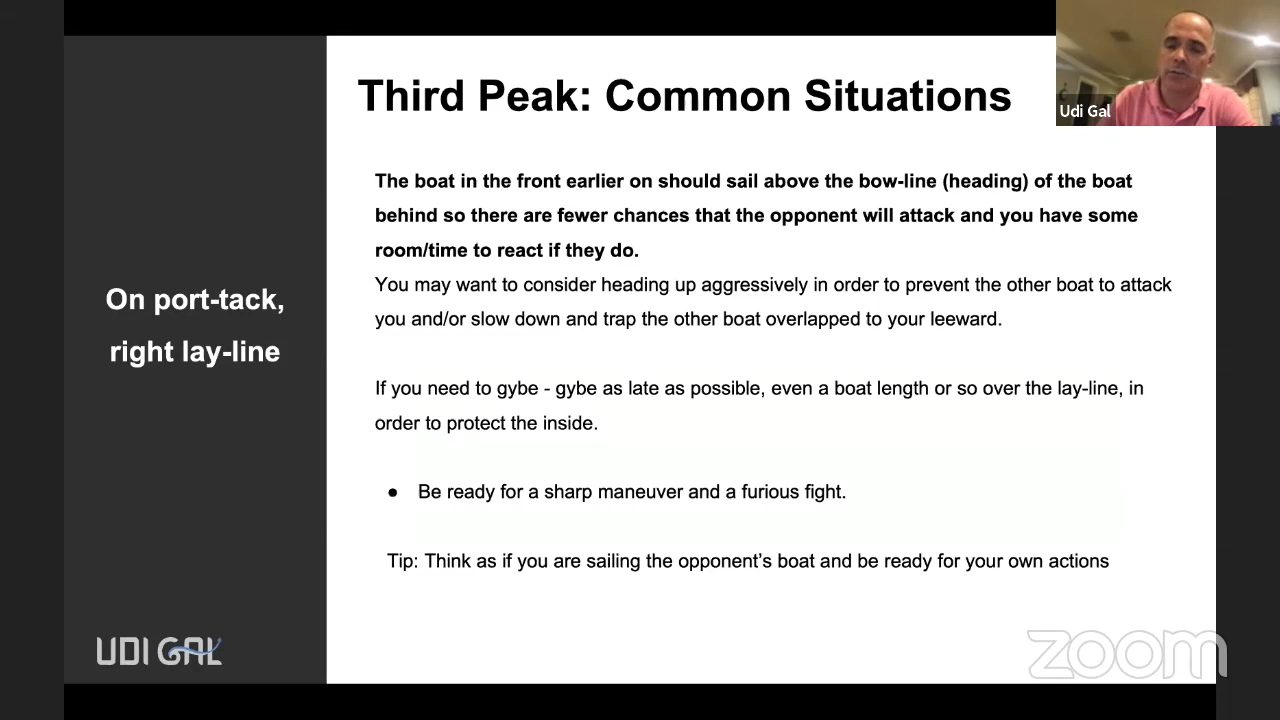 Third Peak: Common Situations
Udi Gal
The boat in the front earlier on should sail above the bow-line (heading) of the boat
behind so there are fewer chances that the opponent will attack and you have some
room/time to react if they do.
You may want to consider heading up aggressively in order to prevent the other boat to attack
you and/or slow down and trap the other boat overlapped to your leeward.
On port-tack,
right lay-line
If you need to gybe - gybe as late as possible, even a boat length or so over the lay-line, in
order to protect the inside.
● Be ready for a sharp maneuver and a furious fight.
Tip: Think as if you are sailing the opponent’s boat and be ready for your own actions
UDI GAL
zoom